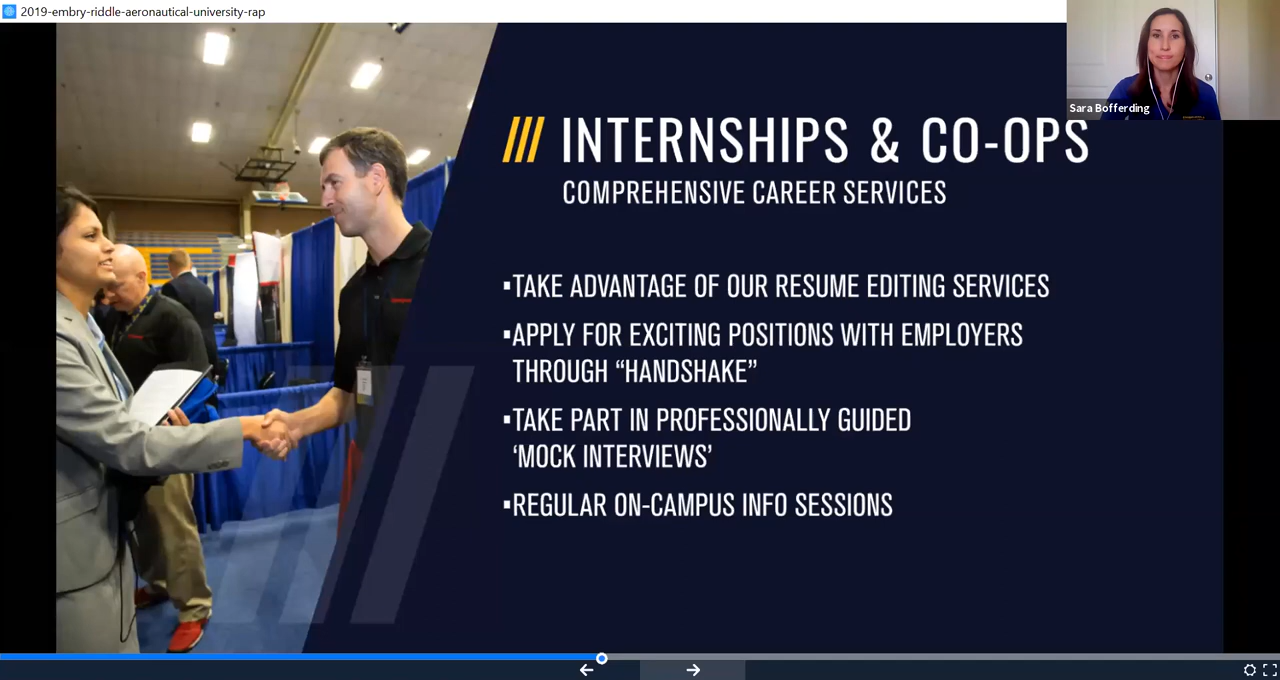 2019-embry-riddle-aeronautical-university-rap
Sara Bofferding
INTERNSHIPS & CO-OPS
COMPREHENSIVE CAREER SERVICES
▪TAKE ADVANTAGE OF OUR RESUME EDITING SERVICES
▪APPLY FOR EXCITING POSITIONS WITH EMPLOYERS
THROUGH “HANDSHAKE”
▪TAKE PART IN PROFESSIONALLY GUIDED
‘MOCK INTERVIEWS’
▪REGULAR ON-CAMPUS INFO SESSIONS